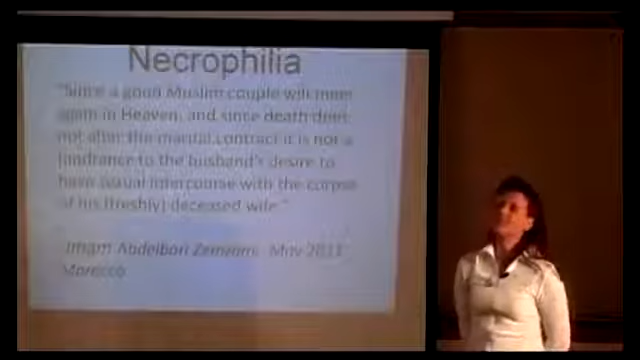 Necrophilia
"Since a good Muslim couple will meet
again in Heaven, and since death does
not alter the marital contract it is not a
hindrance to the husband's desire to
have sexual intercourse with the corpse
of his (freshly) deceased wife."
Imam Abdelbari Zemzami May 2011
Morocco